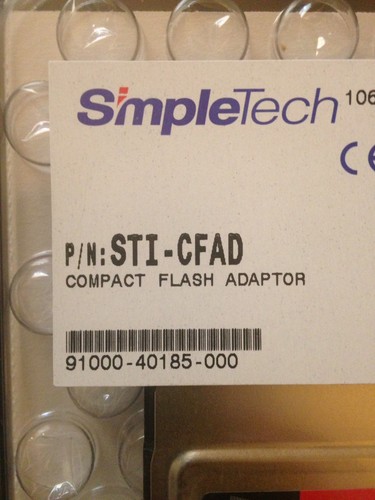 SimpleTech
106
CE
P/N: STI-CFAD
COMPACT FLASH ADAPTOR
91000-40185-000